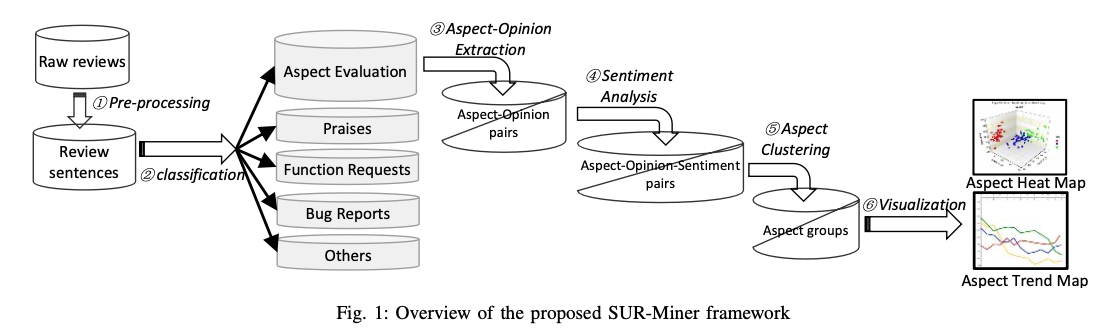 Raw reviews
①Pre-processing
Review
sentences
②classification
Aspect Evaluation
Praises
Function Requests
Bug Reports
Others
③Aspect-Opinion
Extraction
Aspect-Opinion
pairs
④Sentiment
Analysis
Aspect-Opinion-Sentiment
pairs
⑤Aspect
Clustering
Aspect groups
⑥Visualization
Aspect Heat Map
Aspect Trend Map
Fig. 1: Overview of the proposed SUR-Miner framework